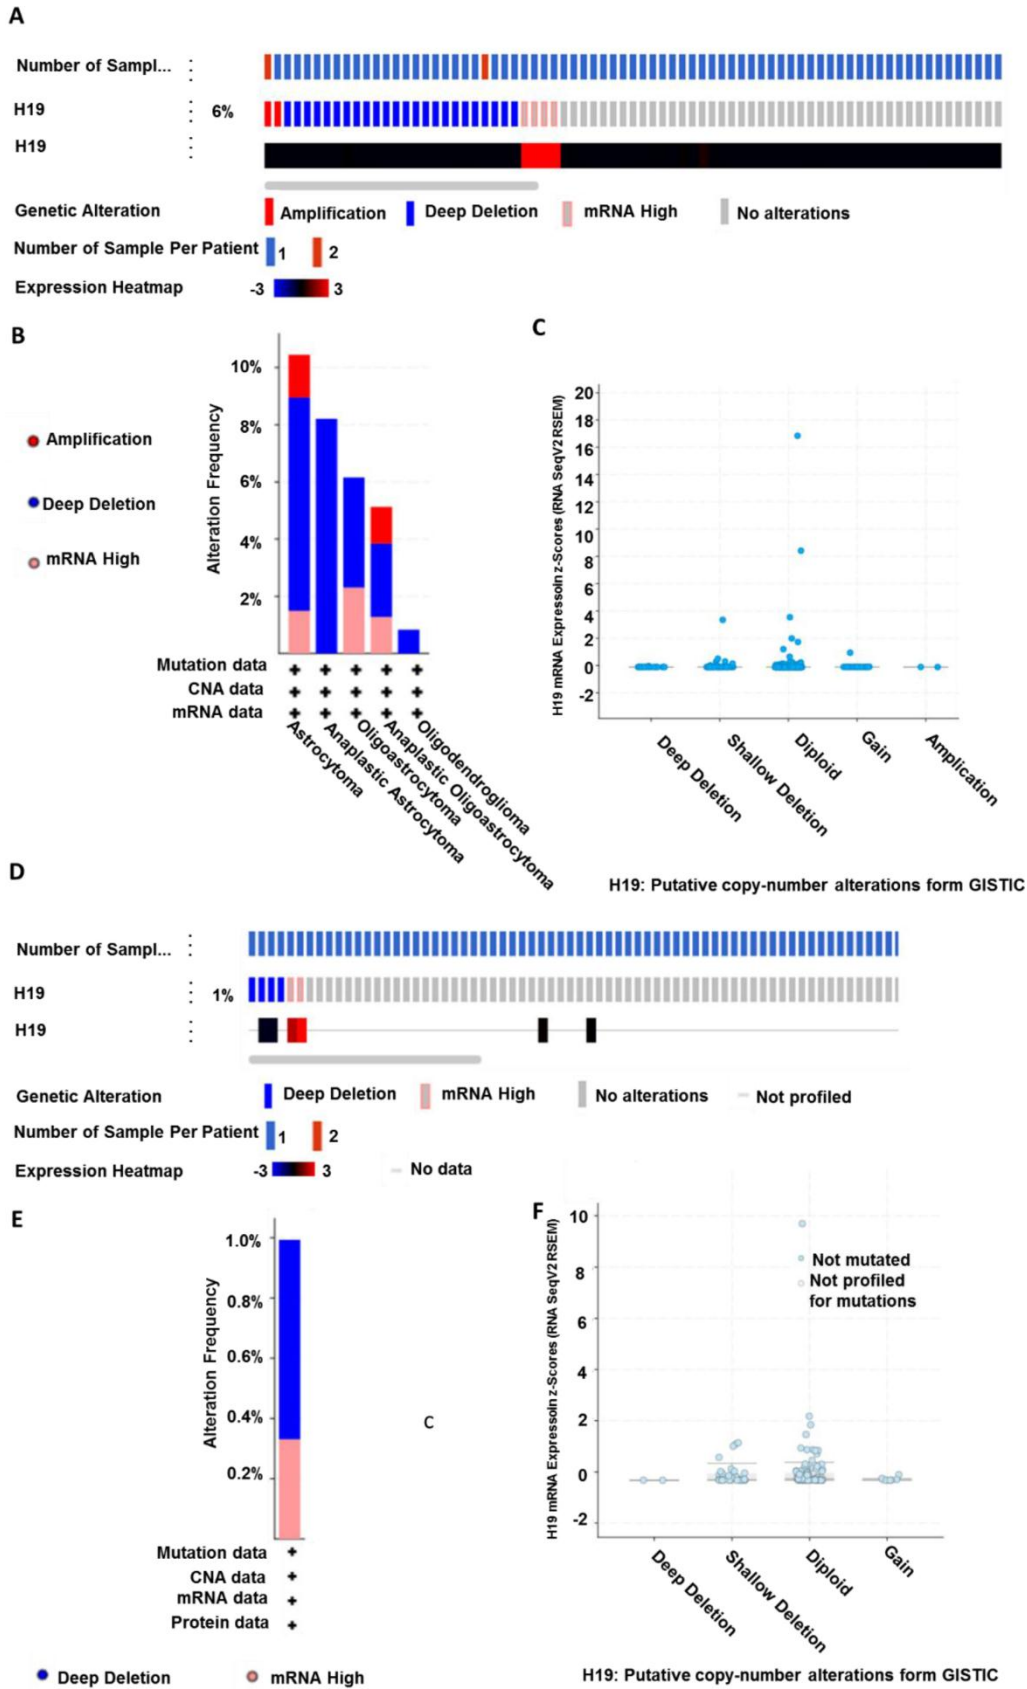 A
Number of Sampl...
H19 6%
H19
Genetic Alteration Amplification Deep Deletion mRNA High No alterations
Number of Sample Per Patient 1 2
Expression Heatmap -3 3
B
Amplification
Deep Deletion
mRNA High
Alteration Frequency
10%
8%
6%
4%
2%
Mutation data + + + + +
CNA data + + + + +
mRNA data + + + + +
Astrocytoma
Anaplastic Astrocytoma
Oligoastrocytoma
Anaplastic Oligoastrocytoma
Oligodendroglioma
C
H19 mRNA Expressoln z-Scores (RNA SeqV2 RSEM)
20
18
16
14
12
10
8
6
4
2
0
-2
Deep Deletion
Shallow Deletion
Diploid
Gain
Amplication
H19: Putative copy-number alterations form GISTIC
D
Number of Sampl...
H19 1%
H19
Genetic Alteration Deep Deletion mRNA High No alterations Not profiled
Number of Sample Per Patient 1 2
Expression Heatmap -3 3 No data
E
Alteration Frequency
1.0%
0.8%
0.6%
0.4%
0.2%
C
Mutation data +
CNA data +
mRNA data +
Protein data +
Deep Deletion mRNA High
F
H19 mRNA Expressoln z-Scores (RNA SeqV2 RSEM)
10
8
6
4
2
0
-2
Not mutated
Not profiled
for mutations
Deep Deletion
Shallow Deletion
Diploid
Gain
H19: Putative copy-number alterations form GISTIC